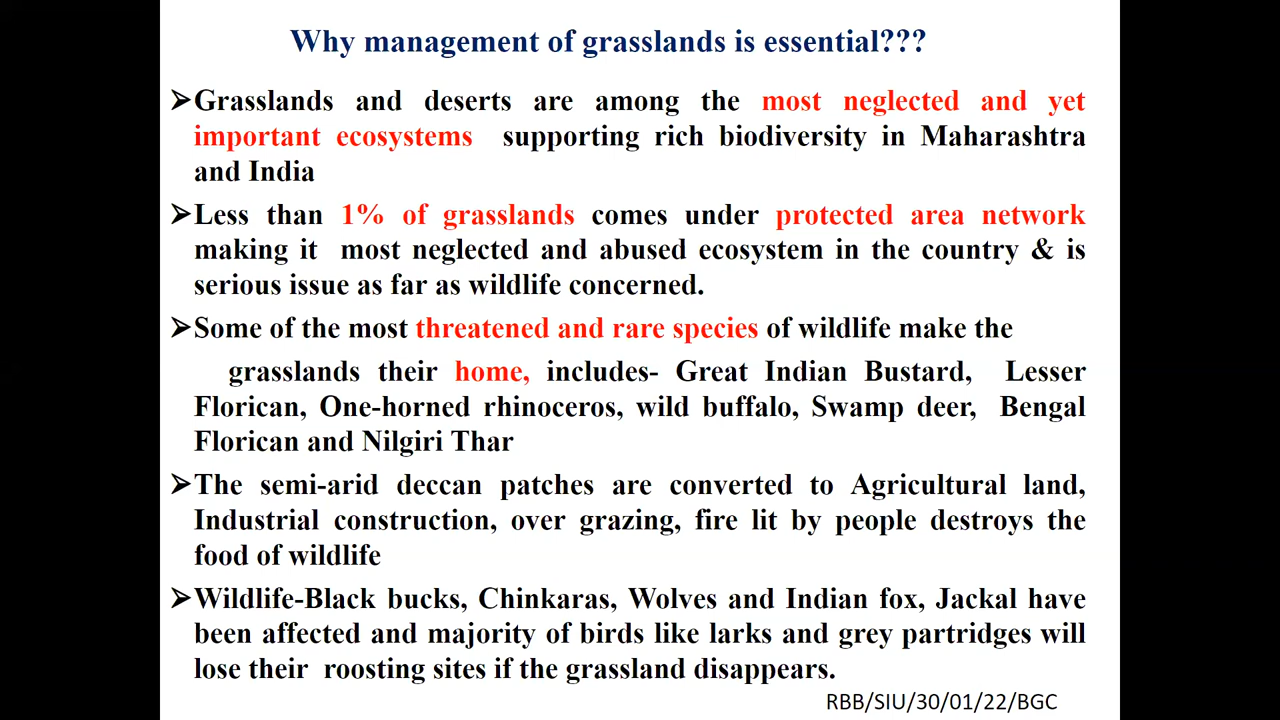 Why management of grasslands is essential???
➢Grasslands and deserts are among the most neglected and yet
important ecosystems supporting rich biodiversity in Maharashtra
and India
➢Less than 1% of grasslands comes under protected area network
making it most neglected and abused ecosystem in the country & is
serious issue as far as wildlife concerned.
➢Some of the most threatened and rare species of wildlife make the
grasslands their home, includes- Great Indian Bustard, Lesser
Florican, One-horned rhinoceros, wild buffalo, Swamp deer, Bengal
Florican and Nilgiri Thar
➢The semi-arid deccan patches are converted to Agricultural land,
Industrial construction, over grazing, fire lit by people destroys the
food of wildlife
➢Wildlife-Black bucks, Chinkaras, Wolves and Indian fox, Jackal have
been affected and majority of birds like larks and grey partridges will
lose their roosting sites if the grassland disappears.
RBB/SIU/30/01/22/BGC